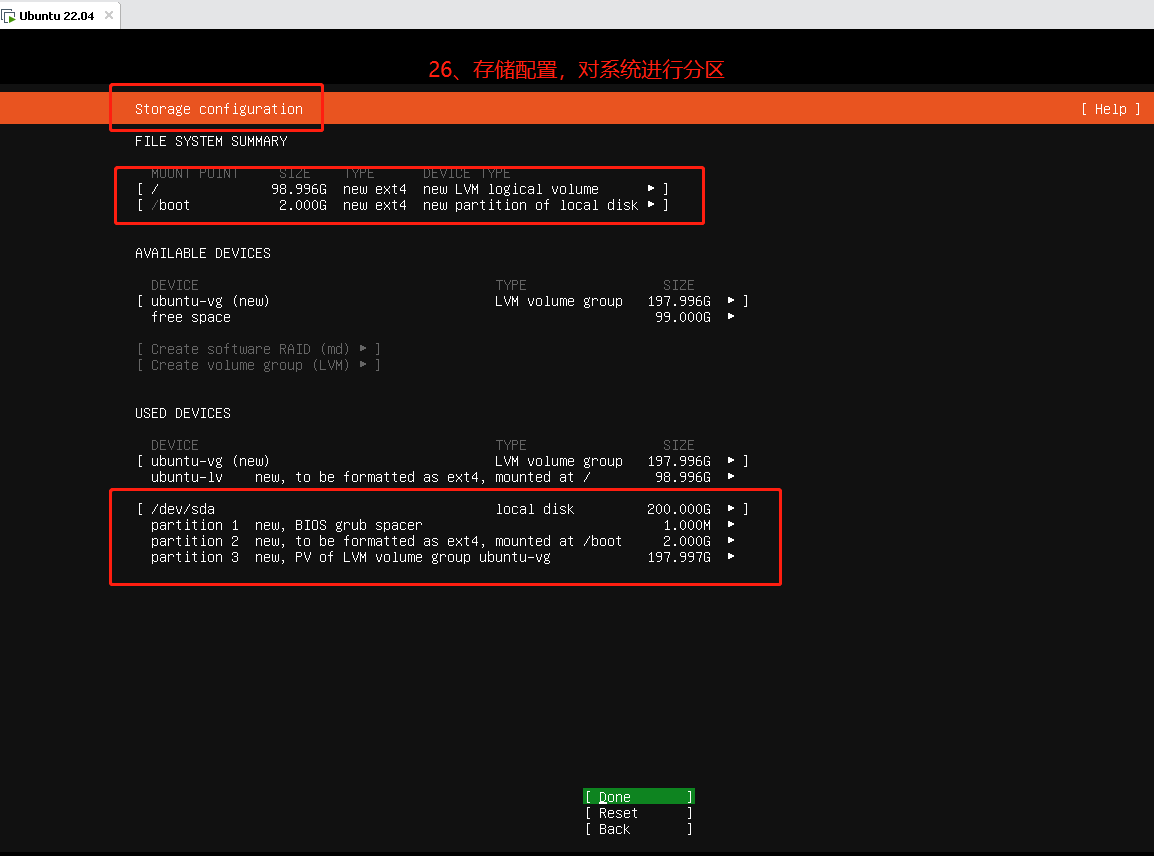 Ubuntu 22.04
26、存储配置，对系统进行分区
Storage configuration [ Help ]
FILE SYSTEM SUMMARY
MOUNT POINT SIZE TYPE DEVICE TYPE
[ / 98.996G new ext4 new LVM logical volume ▸ ]
[ /boot 2.000G new ext4 new partition of local disk ▸ ]
AVAILABLE DEVICES
DEVICE TYPE SIZE
[ ubuntu-vg (new) LVM volume group 197.996G ▸ ]
free space 99.000G ▸
[ Create software RAID (md) ▸ ]
[ Create volume group (LVM) ▸ ]
USED DEVICES
DEVICE TYPE SIZE
[ ubuntu-vg (new) LVM volume group 197.996G ▸ ]
ubuntu-lv new, to be formatted as ext4, mounted at / 98.996G ▸
[ /dev/sda local disk 200.000G ▸ ]
partition 1 new, BIOS grub spacer 1.000M ▸
partition 2 new, to be formatted as ext4, mounted at /boot 2.000G ▸
partition 3 new, PV of LVM volume group ubuntu-vg 197.997G ▸
[ Done ]
[ Reset ]
[ Back ]